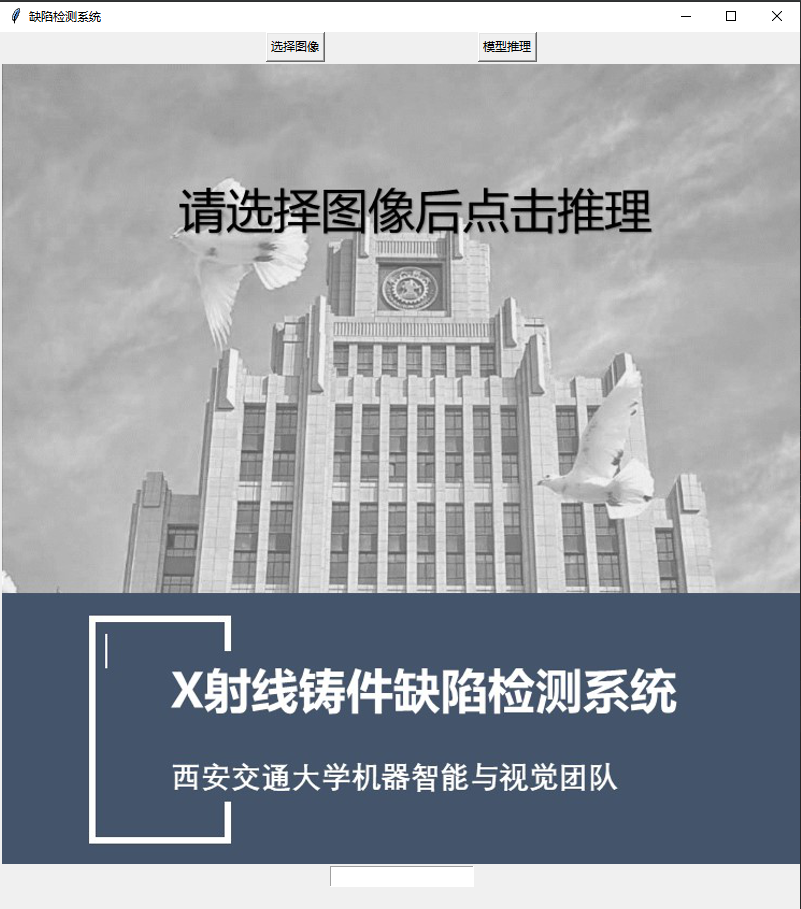 缺陷检测系统
选择图像 模型推理
请选择图像后点击推理
X射线铸件缺陷检测系统
西安交通大学机器智能与视觉团队